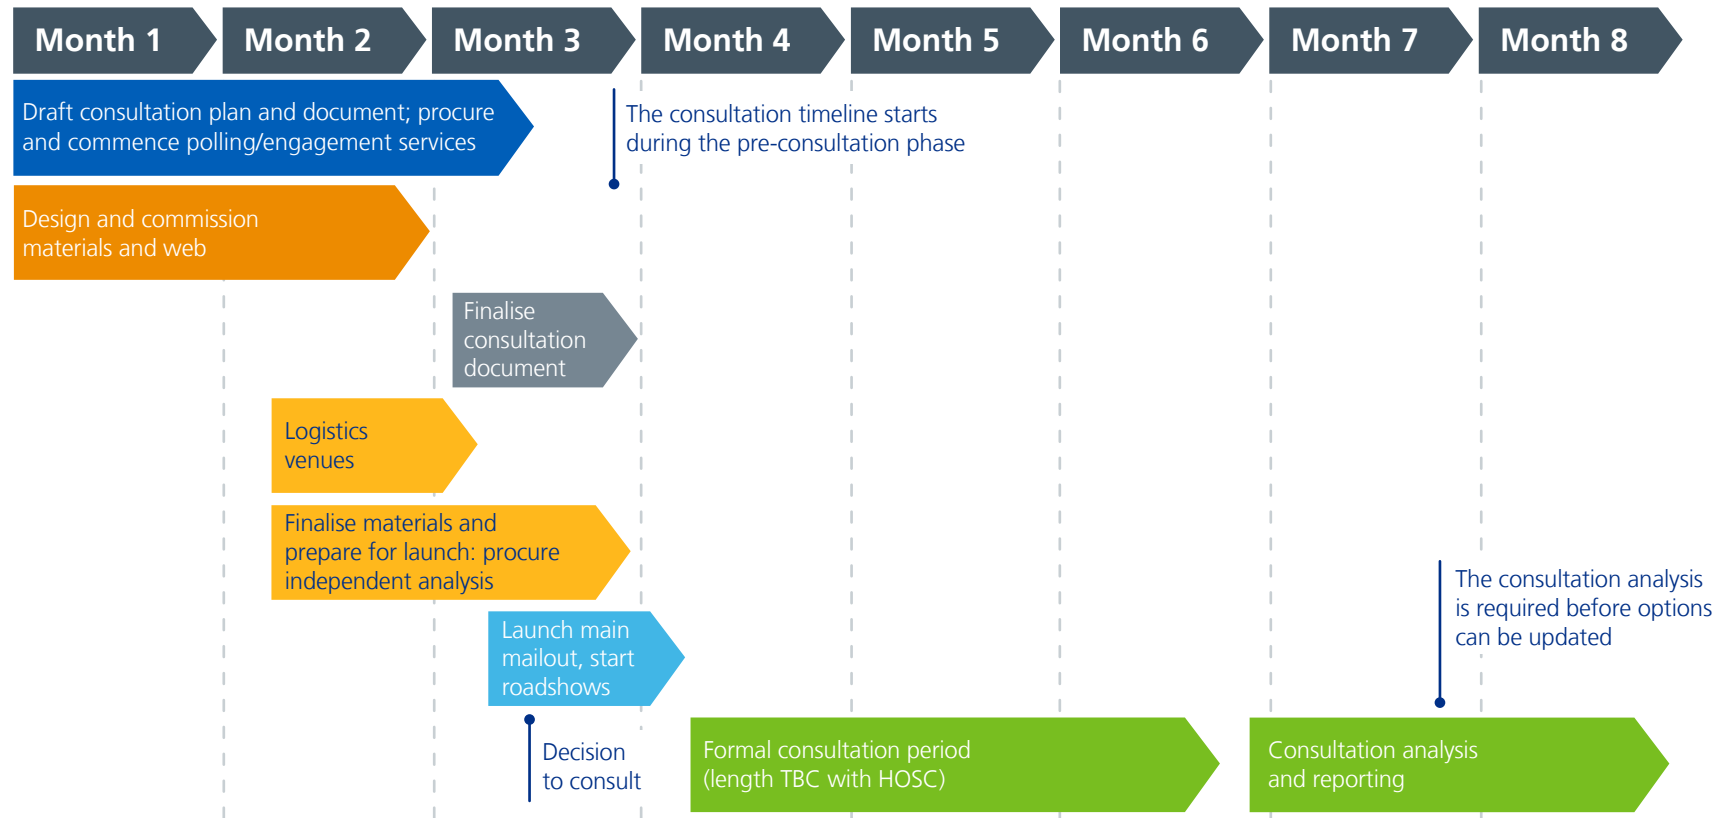 Month 1
Month 2
Month 3
Month 4
Month 5
Month 6
Month 7
Month 8
Draft consultation plan and document; procure
and commence polling/engagement services
The consultation timeline starts
during the pre-consultation phase
Design and commission
materials and web
Finalise
consultation
document
Logistics
venues
Finalise materials and
prepare for launch: procure
independent analysis
The consultation analysis
is required before options
can be updated
Launch main
mailout, start
roadshows
Decision
to consult
Formal consultation period
(length TBC with HOSC)
Consultation analysis
and reporting